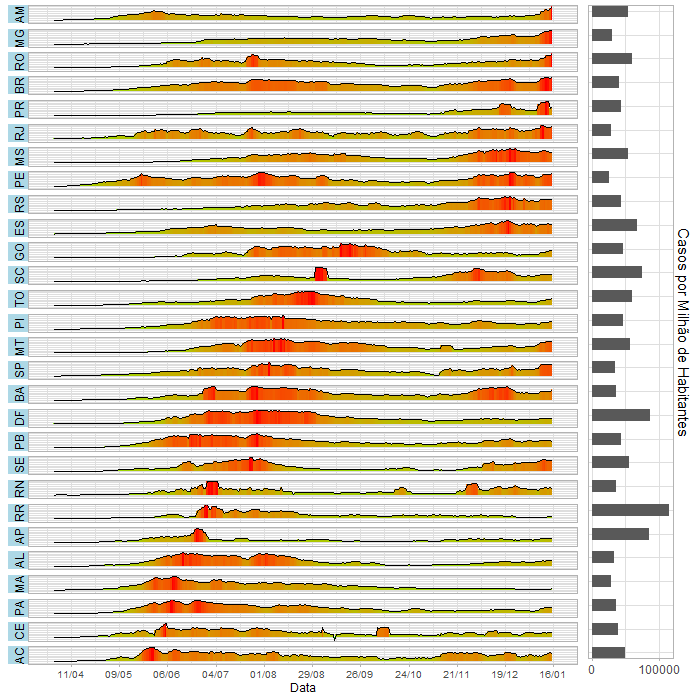 AM
MG
RO
BR
PR
RJ
MS
PE
RS
ES
GO
SC
TO
PI
MT
SP
BA
DF
PB
SE
RN
RR
AP
AL
MA
PA
CE
AC
11/04 09/05 06/06 04/07 01/08 29/08 26/09 24/10 21/11 19/12 16/01
Data
0 100000
Casos por Milhão de Habitantes